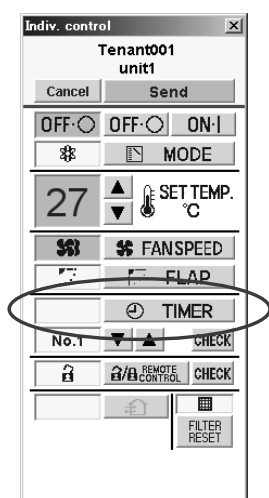 Indiv. control
Tenant001
unit1
Cancel Send
OFF OFF ON
MODE
27 SET TEMP. °C
FANSPEED
FLAP
TIMER
No.1 CHECK
REMOTE CONTROL CHECK
FILTER RESET